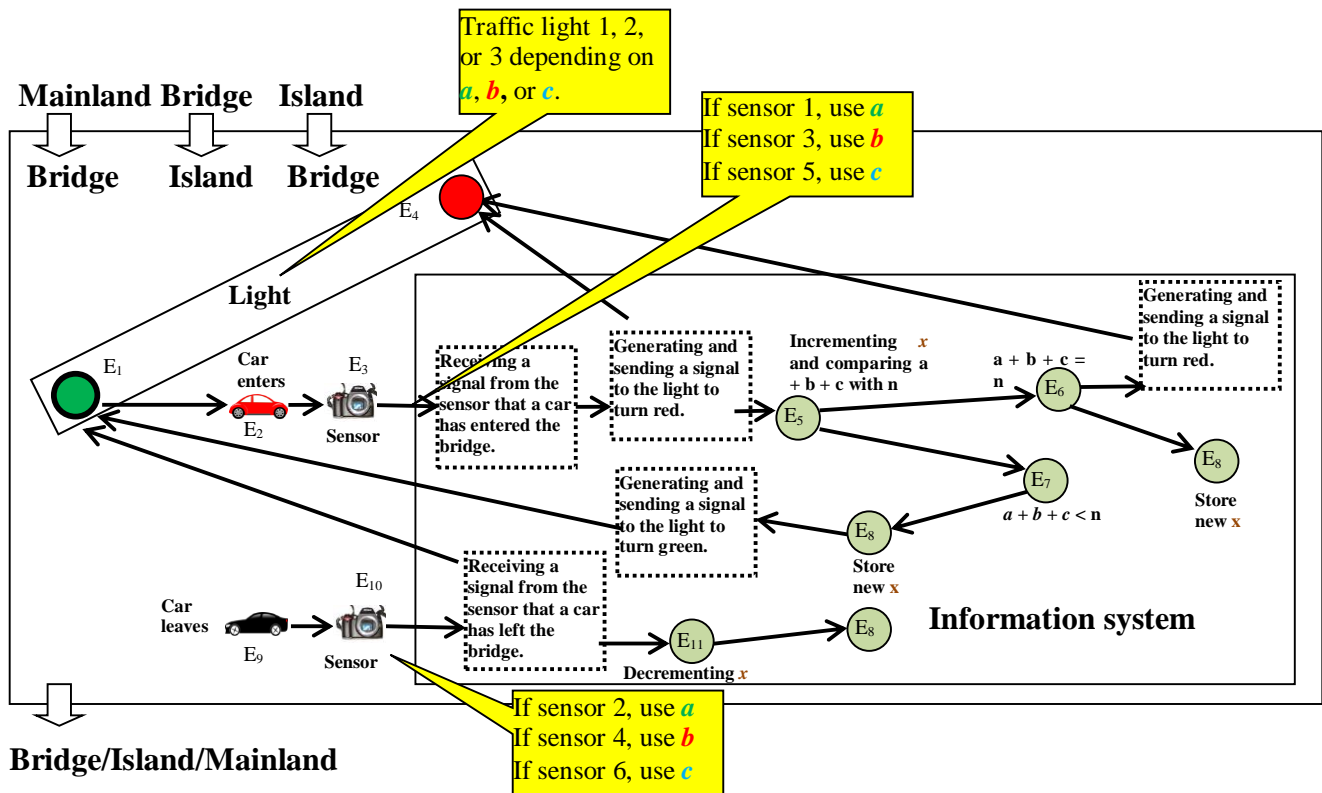 Traffic light 1, 2,
or 3 depending on
a, b, or c.
Mainland
Bridge
Bridge
Island
Island
Bridge
If sensor 1, use a
If sensor 3, use b
If sensor 5, use c
E4
Light
E1
Car
enters
E2
E3
Sensor
Receiving a
signal from the
sensor that a car
has entered the
bridge.
Generating and
sending a signal
to the light to
turn red.
Incrementing x
and comparing a
+ b + c with n
E5
a + b + c =
n
E6
Generating and
sending a signal
to the light to
turn red.
E8
Store
new x
E7
a + b + c < n
E8
Store
new x
Generating and
sending a signal
to the light to
turn green.
Car
leaves
E9
E10
Sensor
Receiving a
signal from the
sensor that a car
has left the
bridge.
E11
Decrementing x
E8
Information system
If sensor 2, use a
If sensor 4, use b
If sensor 6, use c
Bridge/Island/Mainland